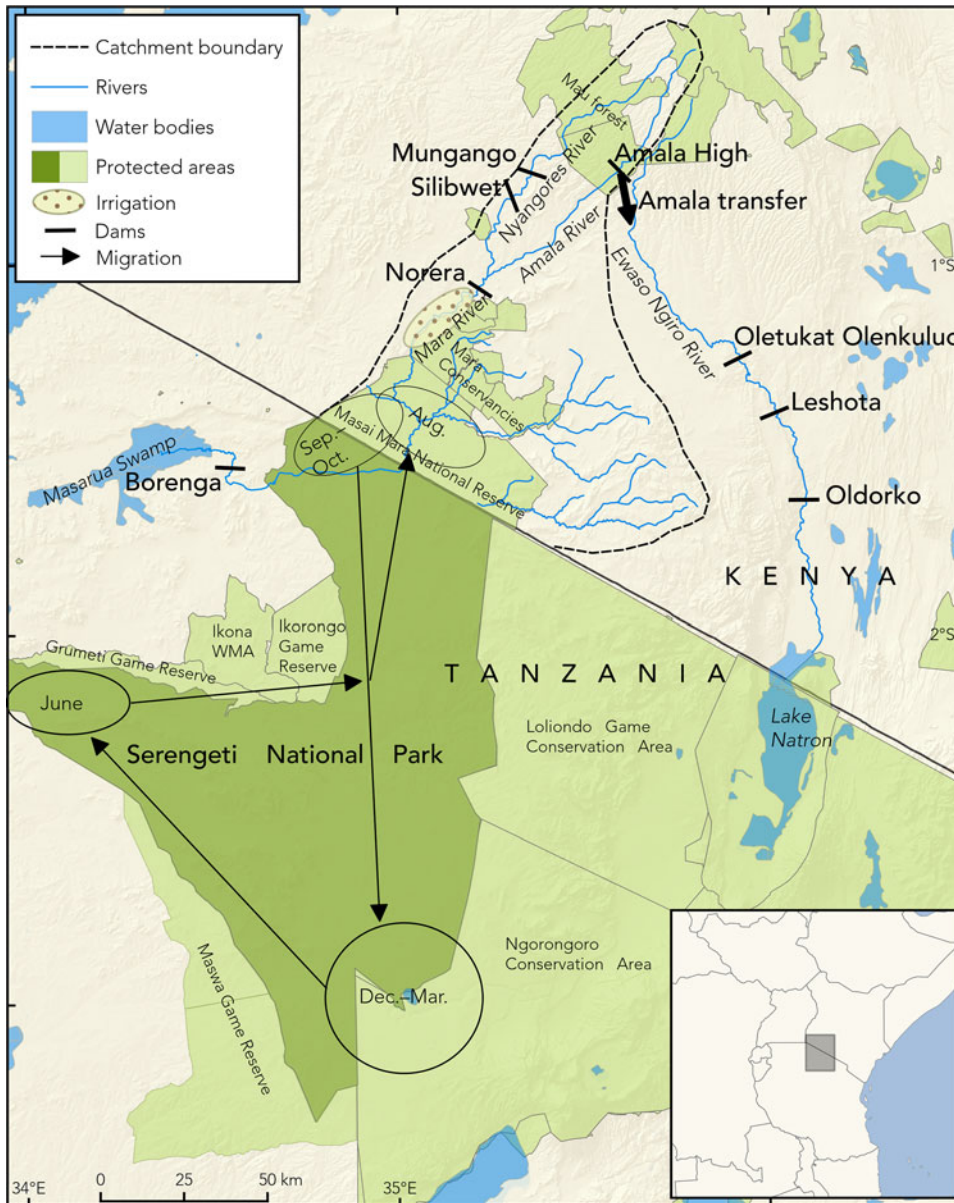 Catchment boundary
Rivers
Water bodies
Protected areas
Irrigation
Dams
Migration
Mau forest
Mungango
Silibwet
Nyangores River
Amala High
Amala transfer
Amala River
Norera
Ewaso Ngiro River
1°S
Mara River
Mara
Conservancies
Oletukat Olenkuluo
Leshota
Aug.
Sep.–
Oct.
Masai Mara National Reserve
Masarua Swamp
Borenga
Oldorko
KENYA
Ikona
WMA
Ikorongo
Game
Reserve
2°S
Grumeti Game Reserve
TANZANIA
June
Loliondo Game
Conservation Area
Lake
Natron
Serengeti National Park
Ngorongoro
Conservation Area
Dec.–Mar.
Maswa Game Reserve
34°E
0 25 50 km
35°E